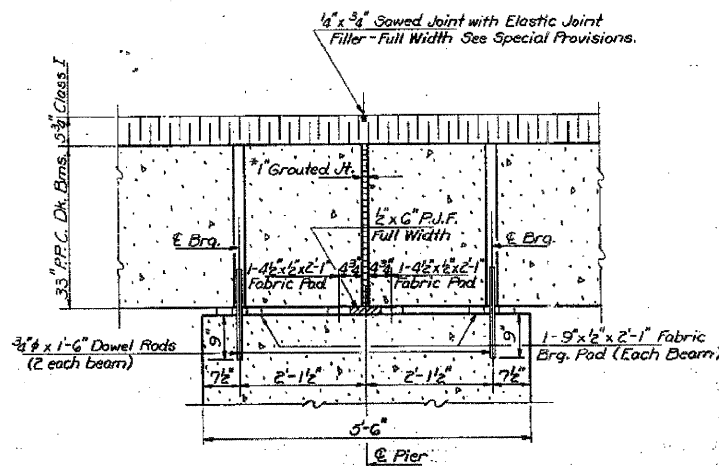 1/4" x 3/4" Sawed Joint with Elastic Joint
Filler - Full Width See Special Provisions.
33" P.P.C. Dk. Bms. 5 3/4" Class I
*1" Grouted Jt.
1/2" x 6" P.J.F.
Full Width
℄ Brg.
℄ Brg.
1-4 1/2" x 1/2" x 2'-1"
Fabric Pad
4 3/4"
4 3/4"
1-4 1/2" x 1/2" x 2'-1"
Fabric Pad
3/4" φ x 1'-6" Dowel Rods
(2 each beam)
9"
9"
1-9" x 1/2" x 2'-1" Fabric
Brg. Pad (Each Beam)
7 1/2"
2'-1 1/2"
2'-1 1/2"
7 1/2"
5'-6"
℄ Pier